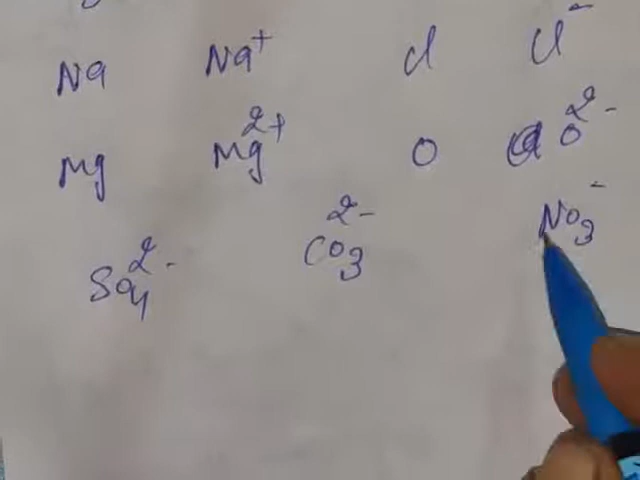 Na Na⁺ Cl Cl⁻
Mg Mg²⁺ O O²⁻
SO₄²⁻ CO₃²⁻ NO₃⁻